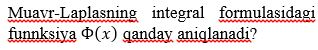 Muavr-Laplasning integral formulasidagi
funnksiya Φ(x) qanday aniqlanadi?